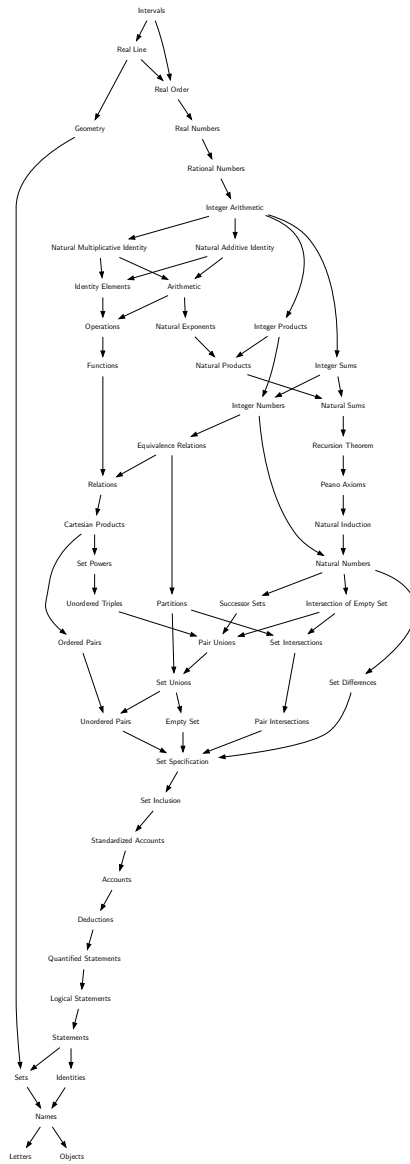 Intervals
Real Line
Real Order
Geometry
Real Numbers
Rational Numbers
Integer Arithmetic
Natural Multiplicative Identity
Natural Additive Identity
Identity Elements
Arithmetic
Operations
Natural Exponents
Integer Products
Functions
Natural Products
Integer Sums
Integer Numbers
Natural Sums
Equivalence Relations
Recursion Theorem
Relations
Peano Axioms
Cartesian Products
Natural Induction
Set Powers
Natural Numbers
Unordered Triples
Partitions
Successor Sets
Intersection of Empty Set
Ordered Pairs
Pair Unions
Set Intersections
Set Unions
Set Differences
Unordered Pairs
Empty Set
Pair Intersections
Set Specification
Set Inclusion
Standardized Accounts
Accounts
Deductions
Quantified Statements
Logical Statements
Statements
Sets
Identities
Names
Letters
Objects